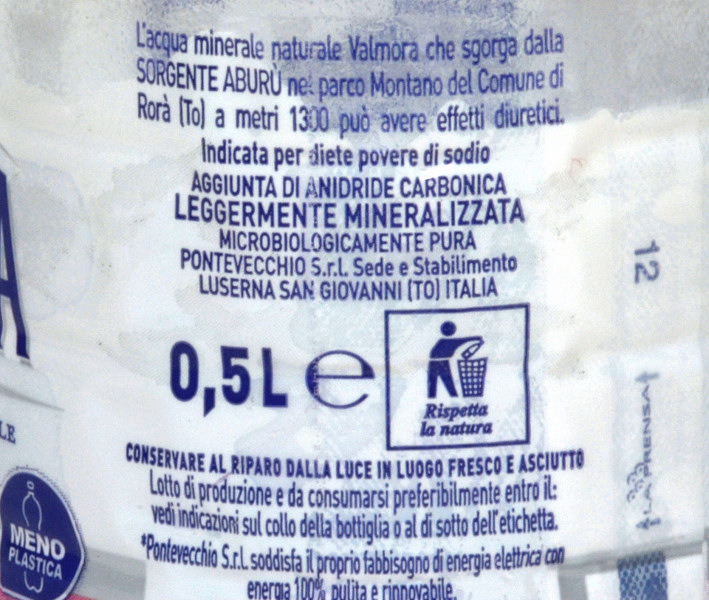 L'acqua minerale naturale Valmora che sgorga dalla
SORGENTE ABURÙ nel parco Montano del Comune di
Rorà (To) a metri 1300 può avere effetti diuretici.
Indicata per diete povere di sodio
AGGIUNTA DI ANIDRIDE CARBONICA
LEGGERMENTE MINERALIZZATA
MICROBIOLOGICAMENTE PURA
PONTEVECCHIO S.r.l. Sede e Stabilimento
LUSERNA SAN GIOVANNI (TO) ITALIA
0,5L e
Rispetta
la natura
CONSERVARE AL RIPARO DALLA LUCE IN LUOGO FRESCO E ASCIUTTO
Lotto di produzione e da consumarsi preferibilmente entro il:
vedi indicazioni sul collo della bottiglia o al di sotto dell'etichetta.
*Pontevecchio S.r.l. soddisfa il proprio fabbisogno di energia elettrica con
energia 100% pulita e rinnovabile.
A
LE
MENO
PLASTICA
12
LA PRENSA